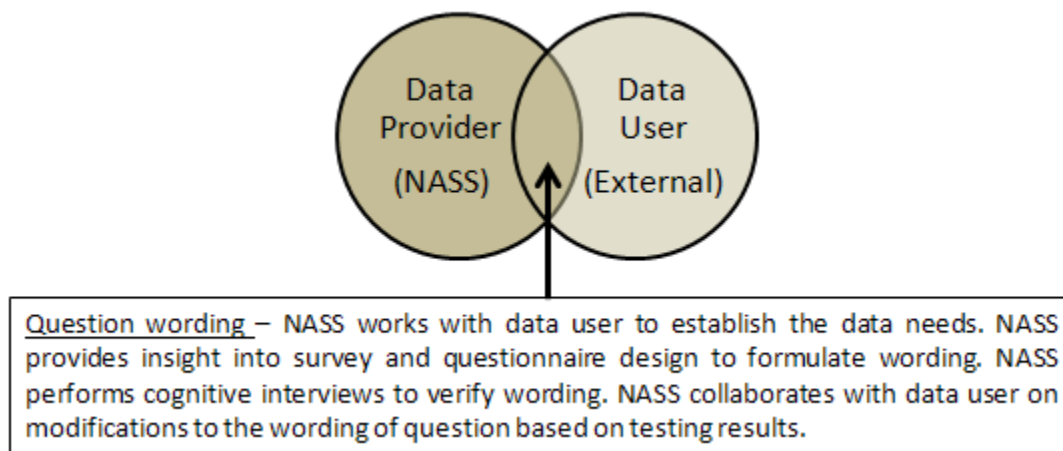 Data Provider
(NASS)
Data User
(External)
Question wording – NASS works with data user to establish the data needs. NASS
provides insight into survey and questionnaire design to formulate wording. NASS
performs cognitive interviews to verify wording. NASS collaborates with data user on
modifications to the wording of question based on testing results.